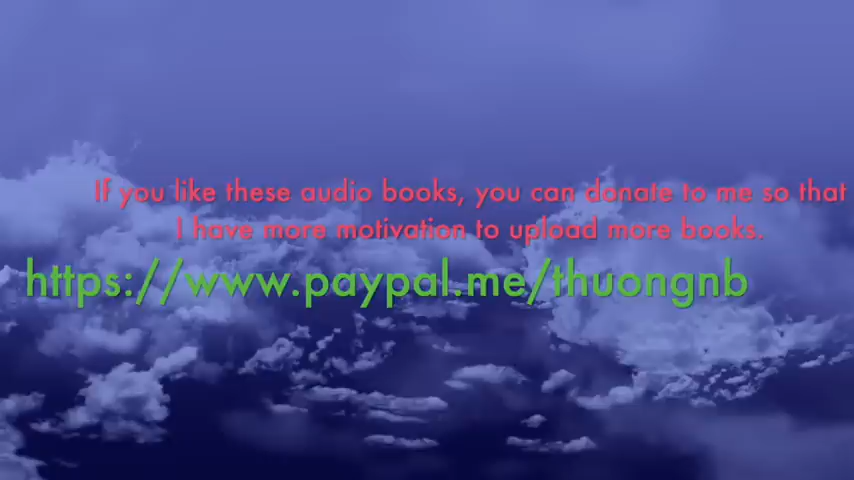 If you like these audio books, you can donate to me so that
I have more motivation to upload more books.
https://www.paypal.me/thuongnb